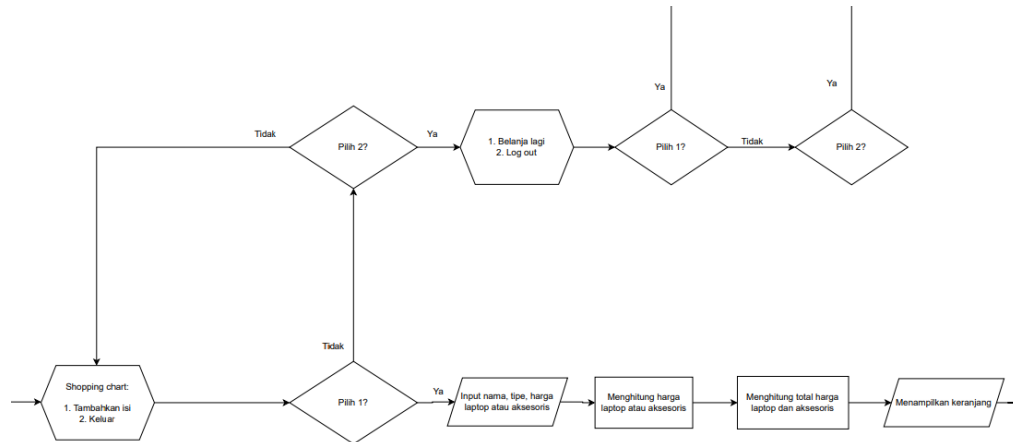 Ya
Ya
Tidak
Pilih 2?
Ya
1. Belanja lagi
2. Log out
Pilih 1?
Tidak
Pilih 2?
Tidak
Shopping chart:
1. Tambahkan isi
2. Keluar
Pilih 1?
Ya
Input nama, tipe, harga
laptop atau aksesoris
Menghitung harga
laptop atau aksesoris
Menghitung total harga
laptop dan aksesoris
Menampilkan keranjang